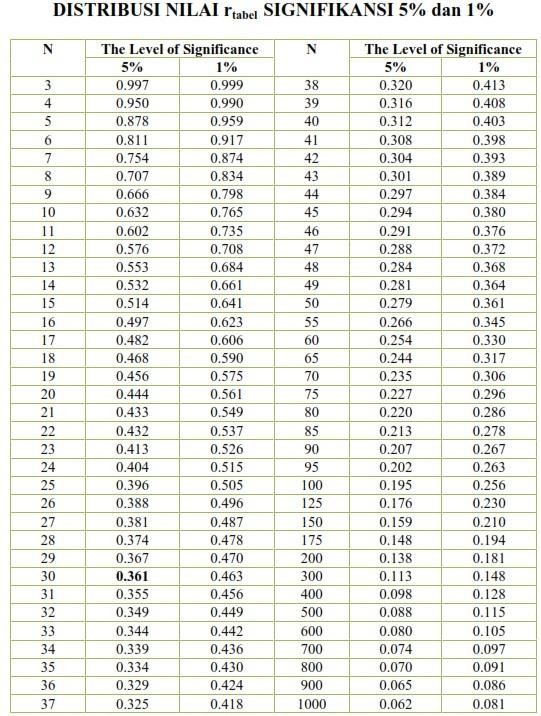 DISTRIBUSI NILAI rtabel SIGNIFIKANSI 5% dan 1%
N The Level of Significance N The Level of Significance
5% 1% 5% 1%
3 0.997 0.999 38 0.320 0.413
4 0.950 0.990 39 0.316 0.408
5 0.878 0.959 40 0.312 0.403
6 0.811 0.917 41 0.308 0.398
7 0.754 0.874 42 0.304 0.393
8 0.707 0.834 43 0.301 0.389
9 0.666 0.798 44 0.297 0.384
10 0.632 0.765 45 0.294 0.380
11 0.602 0.735 46 0.291 0.376
12 0.576 0.708 47 0.288 0.372
13 0.553 0.684 48 0.284 0.368
14 0.532 0.661 49 0.281 0.364
15 0.514 0.641 50 0.279 0.361
16 0.497 0.623 55 0.266 0.345
17 0.482 0.606 60 0.254 0.330
18 0.468 0.590 65 0.244 0.317
19 0.456 0.575 70 0.235 0.306
20 0.444 0.561 75 0.227 0.296
21 0.433 0.549 80 0.220 0.286
22 0.432 0.537 85 0.213 0.278
23 0.413 0.526 90 0.207 0.267
24 0.404 0.515 95 0.202 0.263
25 0.396 0.505 100 0.195 0.256
26 0.388 0.496 125 0.176 0.230
27 0.381 0.487 150 0.159 0.210
28 0.374 0.478 175 0.148 0.194
29 0.367 0.470 200 0.138 0.181
30 0.361 0.463 300 0.113 0.148
31 0.355 0.456 400 0.098 0.128
32 0.349 0.449 500 0.088 0.115
33 0.344 0.442 600 0.080 0.105
34 0.339 0.436 700 0.074 0.097
35 0.334 0.430 800 0.070 0.091
36 0.329 0.424 900 0.065 0.086
37 0.325 0.418 1000 0.062 0.081